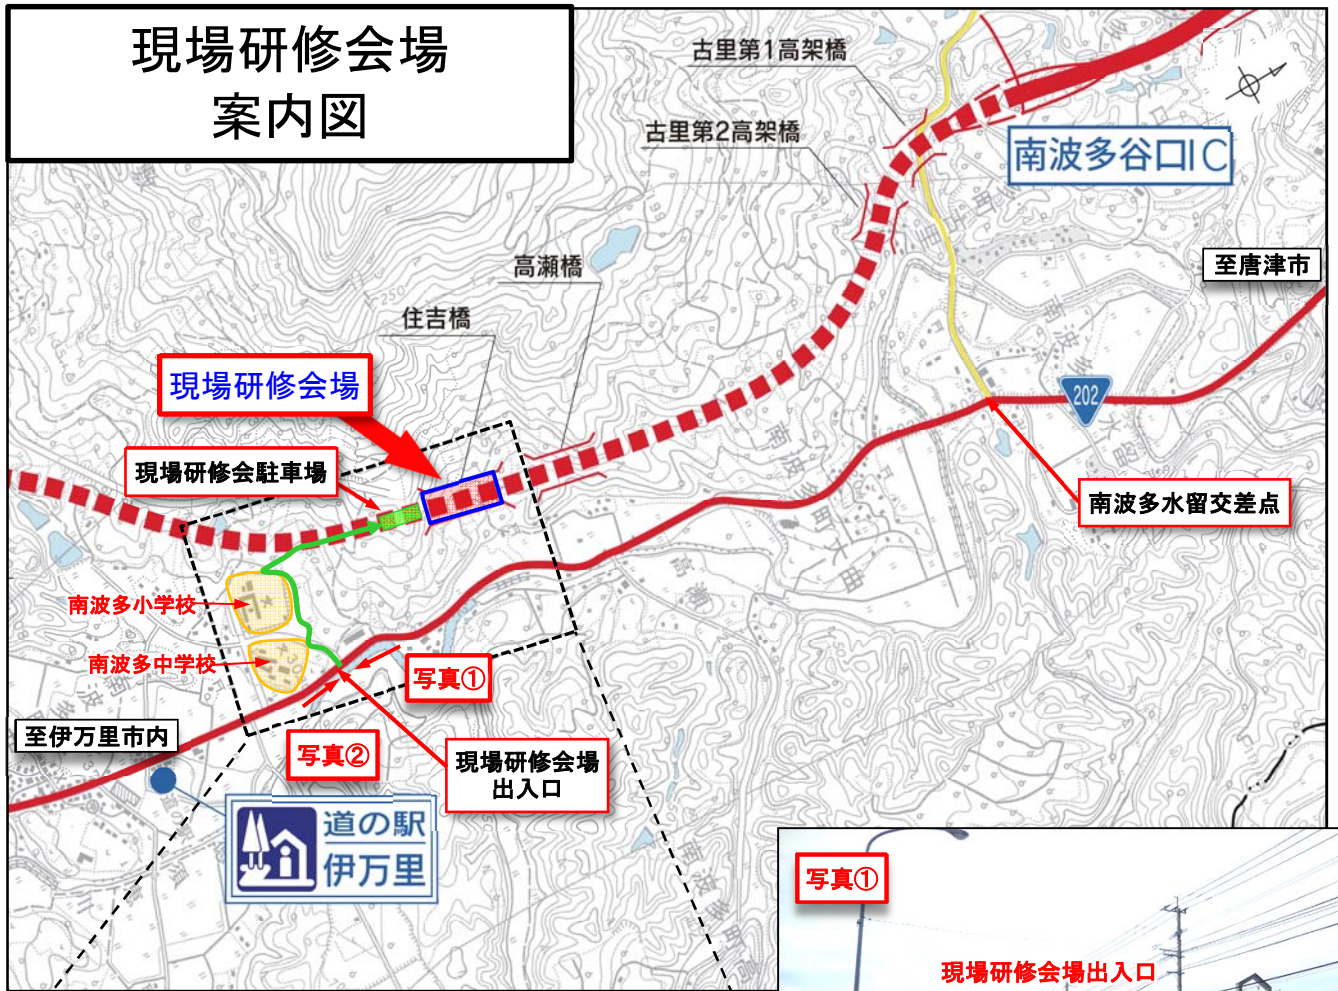 現場研修会場
案内図
古里第1高架橋
古里第2高架橋
南波多谷口IC
至唐津市
高瀬橋
住吉橋
現場研修会場
202
現場研修会駐車場
南波多水留交差点
南波多小学校
南波多中学校
写真①
至伊万里市内
写真②
現場研修会場
出入口
道の駅
伊万里
写真①
現場研修会場出入口